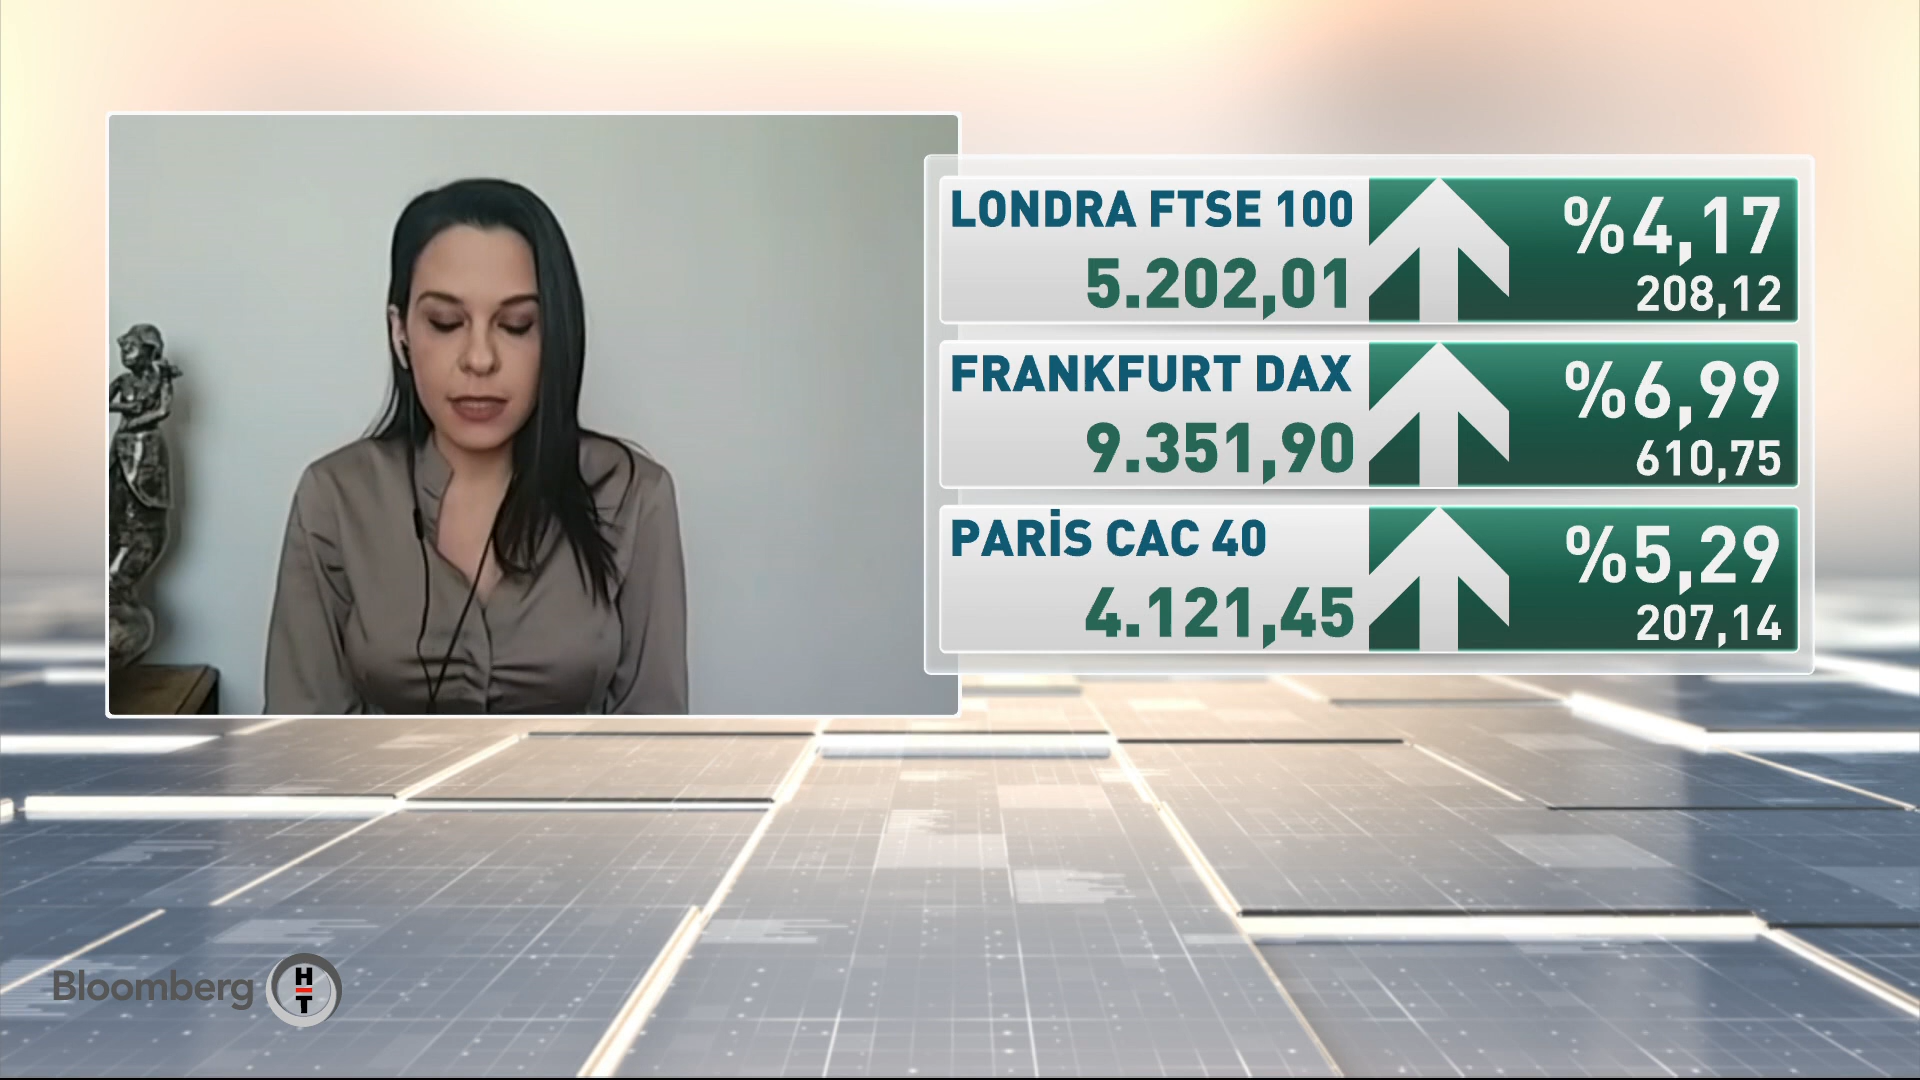 LONDRA FTSE 100
5.202,01
%4,17
208,12
FRANKFURT DAX
9.351,90
%6,99
610,75
PARİS CAC 40
4.121,45
%5,29
207,14
Bloomberg HT